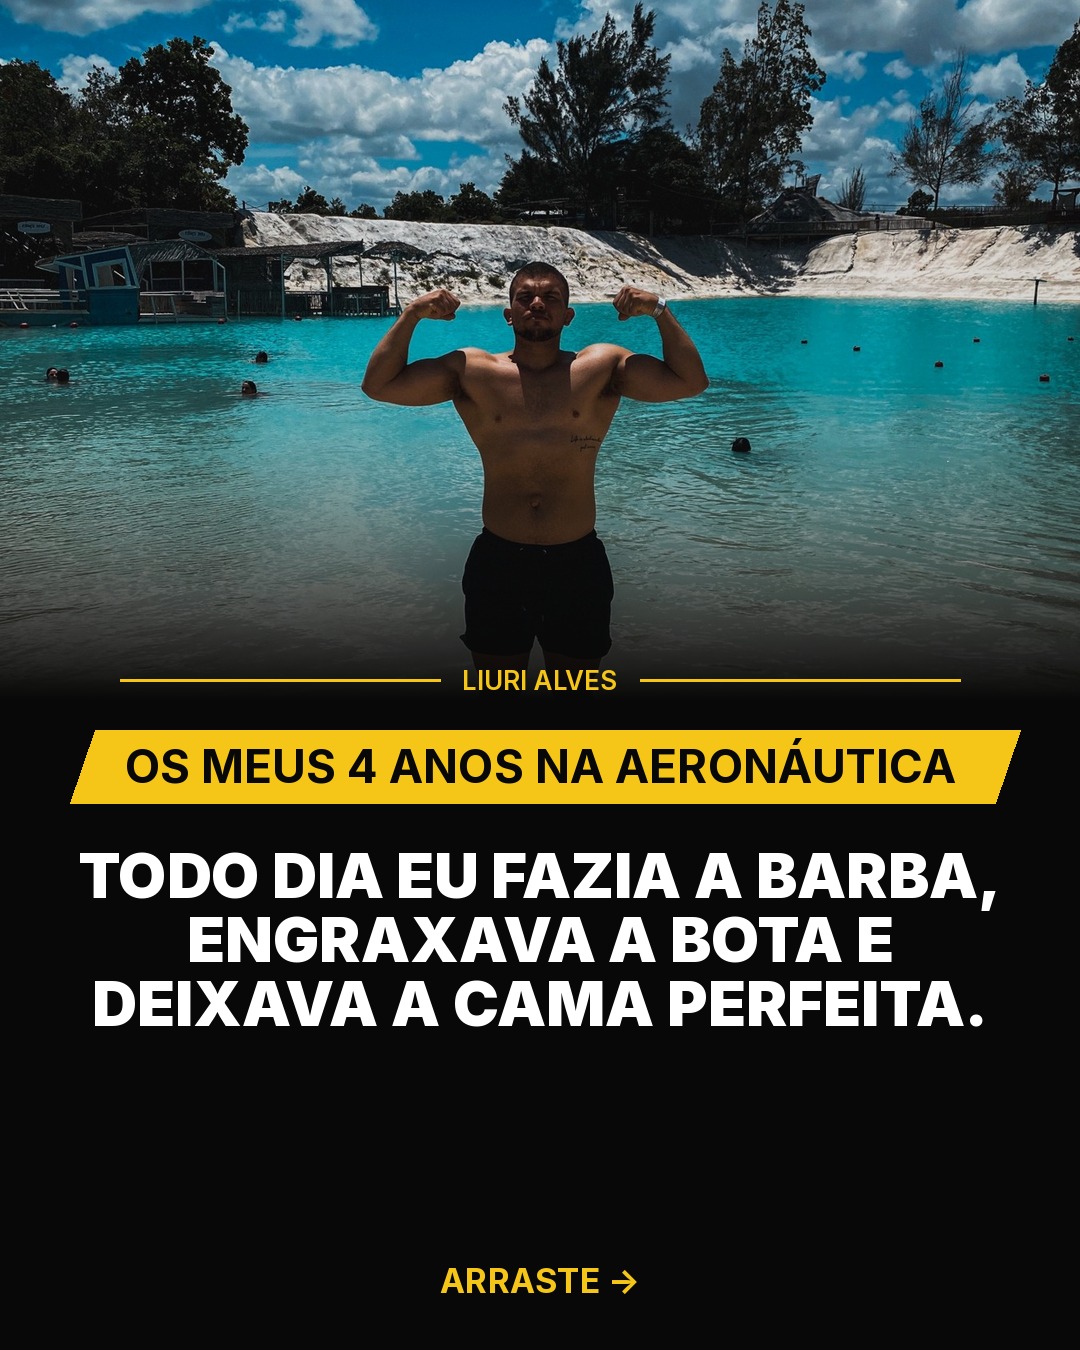 LIURI ALVES
OS MEUS 4 ANOS NA AERONÁUTICA
TODO DIA EU FAZIA A BARBA,
ENGRAXAVA A BOTA E
DEIXAVA A CAMA PERFEITA.
ARRASTE →